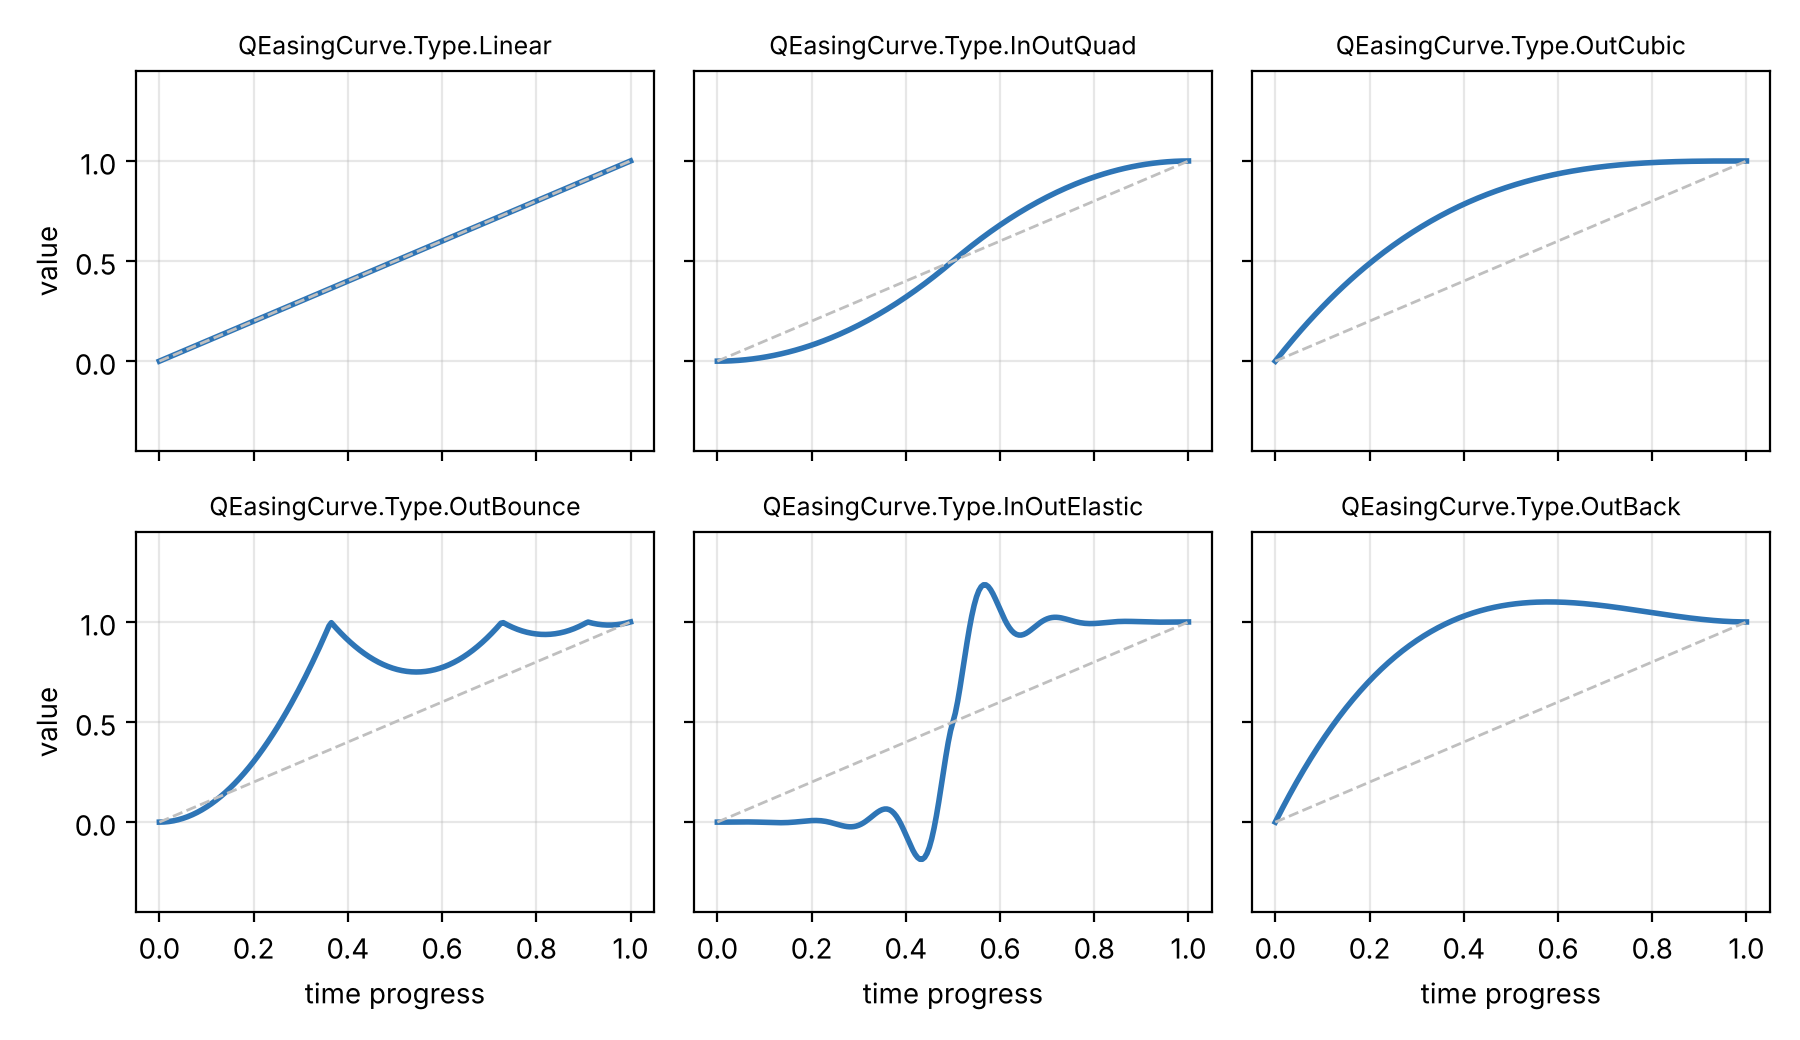 QEasingCurve.Type.Linear
QEasingCurve.Type.InOutQuad
QEasingCurve.Type.OutCubic
value
1.0
0.5
0.0
QEasingCurve.Type.OutBounce
QEasingCurve.Type.InOutElastic
QEasingCurve.Type.OutBack
value
1.0
0.5
0.0
0.0 0.2 0.4 0.6 0.8 1.0
0.0 0.2 0.4 0.6 0.8 1.0
0.0 0.2 0.4 0.6 0.8 1.0
time progress
time progress
time progress